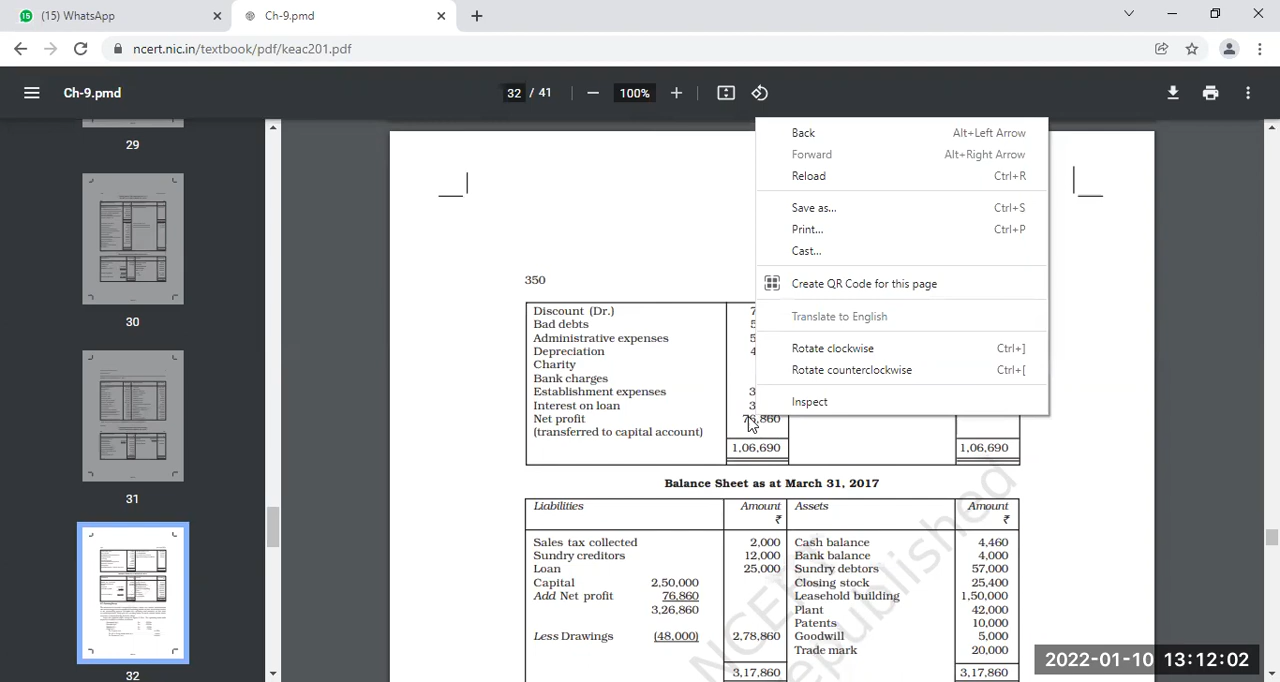 (15) WhatsApp
Ch-9.pmd
ncert.nic.in/textbook/pdf/keac201.pdf
Ch-9.pmd
32 / 41
100%
29
30
31
32
Back Alt+Left Arrow
Forward Alt+Right Arrow
Reload Ctrl+R
Save as... Ctrl+S
Print... Ctrl+P
Cast...
Create QR Code for this page
Translate to English
Rotate clockwise Ctrl+]
Rotate counterclockwise Ctrl+[
Inspect
350
Discount (Dr.)
Bad debts
Administrative expenses
Depreciation
Charity
Bank charges
Establishment expenses
Interest on loan
Net profit 76,860
(transferred to capital account)
1,06,690 1,06,690
Balance Sheet as at March 31, 2017
Liabilities Amount Assets Amount
₹ ₹
Sales tax collected 2,000 Cash balance 4,460
Sundry creditors 12,000 Bank balance 4,000
Loan 25,000 Sundry debtors 57,000
Capital 2,50,000 Closing stock 25,400
Add Net profit 76,860 Leasehold building 1,50,000
3,26,860 Plant 42,000
Patents 10,000
Less Drawings (48,000) 2,78,860 Goodwill 5,000
Trade mark 20,000
3,17,860 3,17,860
2022-01-10 13:12:02